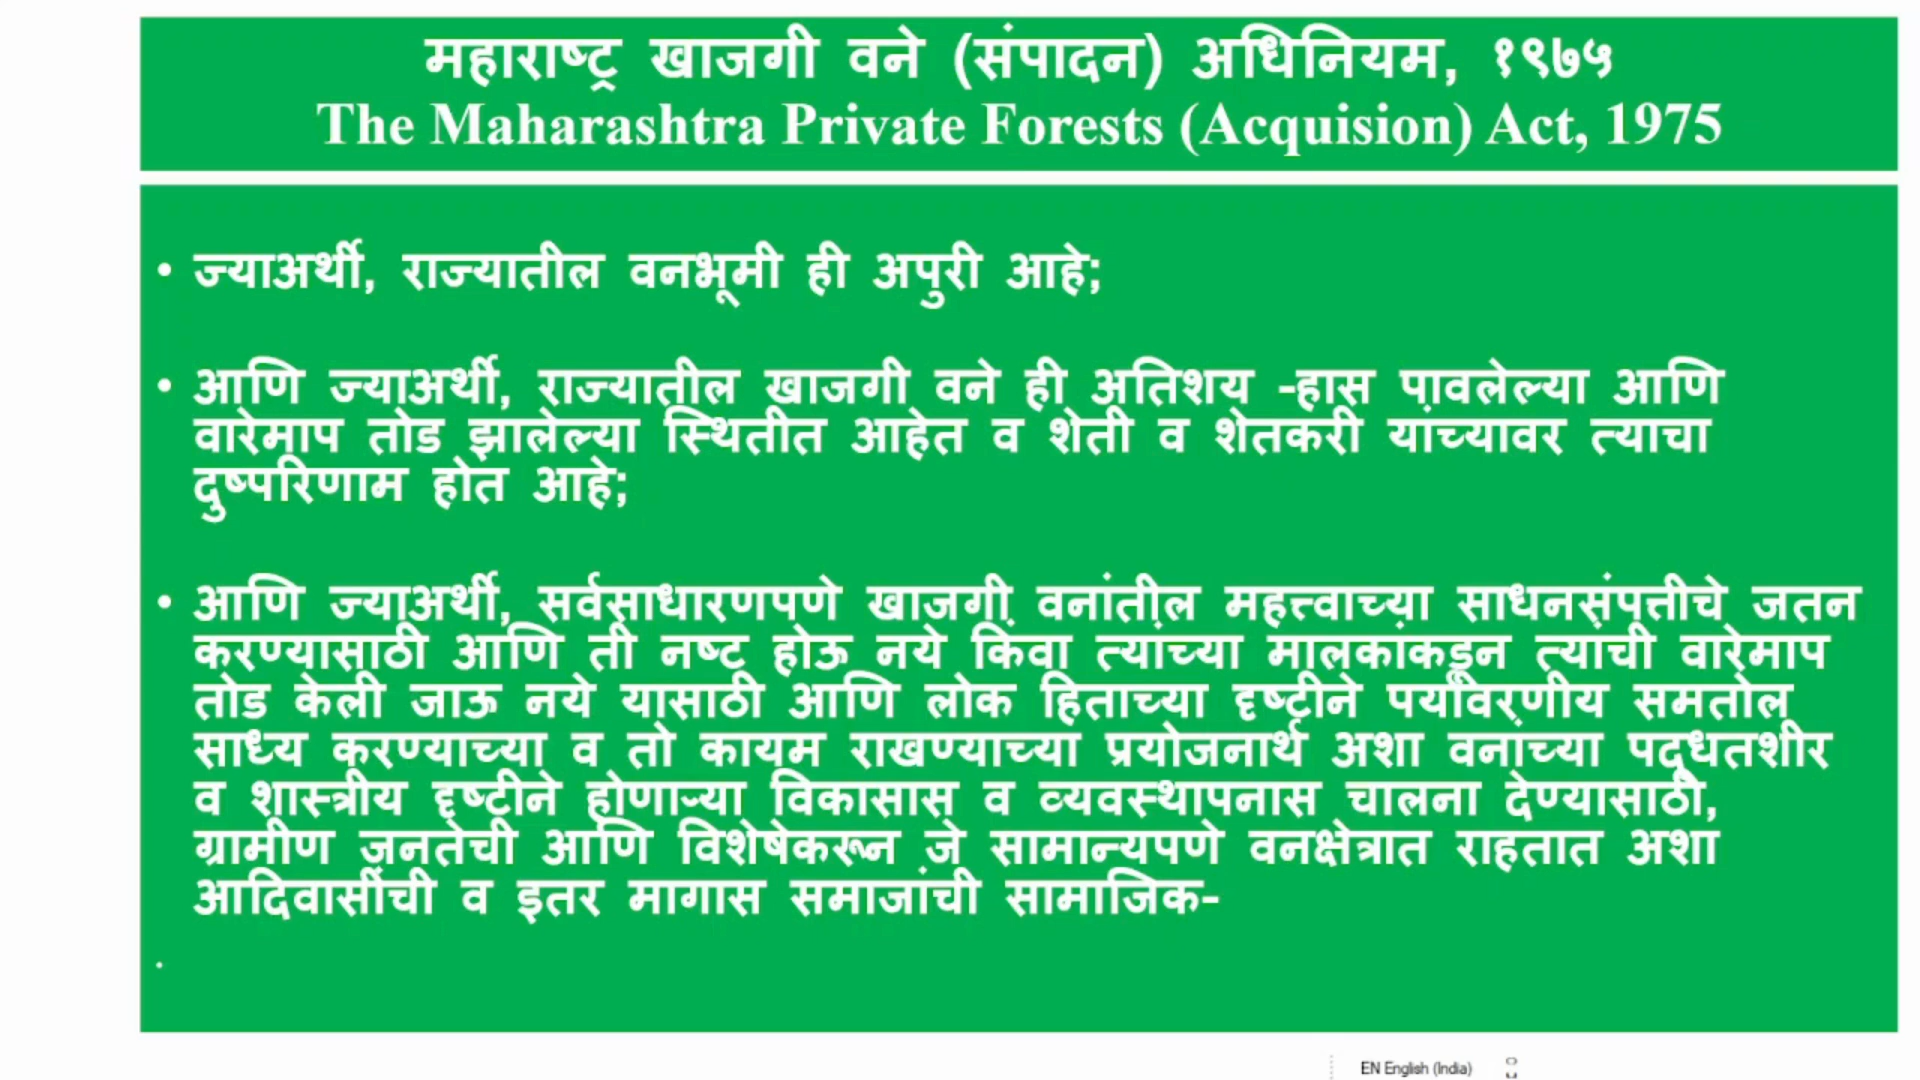 महाराष्ट्र खाजगी वने (संपादन) अधिनियम, १९७५
The Maharashtra Private Forests (Acquision) Act, 1975
• ज्याअर्थी, राज्यातील वनभूमी ही अपुरी आहे;
• आणि ज्याअर्थी, राज्यातील खाजगी वने ही अतिशय -हास पावलेल्या आणि
वारेमाप तोड झालेल्या स्थितीत आहेत व शेती व शेतकरी यांच्यावर त्याचा
दुष्परिणाम होत आहे;
• आणि ज्याअर्थी, सर्वसाधारणपणे खाजगी वनांतील महत्त्वाच्या साधनसंपत्तीचे जतन
करण्यासाठी आणि ती नष्ट होऊ नये किंवा त्यांच्या मालकांकडून त्यांची वारेमाप
तोड केली जाऊ नये यासाठी आणि लोक हिताच्या दृष्टीने पर्यावरणीय समतोल
साध्य करण्याच्या व तो कायम राखण्याच्या प्रयोजनार्थ अशा वनांच्या पद्धतशीर
व शास्त्रीय दृष्टीने होणाऱ्या विकासास व व्यवस्थापनास चालना देण्यासाठी,
ग्रामीण जनतेची आणि विशेषेकरून जे सामान्यपणे वनक्षेत्रात राहतात अशा
आदिवासींची व इतर मागास समाजांची सामाजिक-
EN English (India)